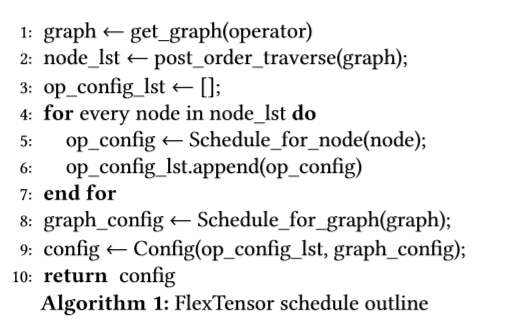 1: graph ← get_graph(operator)
2: node_lst ← post_order_traverse(graph);
3: op_config_lst ← [];
4: for every node in node_lst do
5: op_config ← Schedule_for_node(node);
6: op_config_lst.append(op_config)
7: end for
8: graph_config ← Schedule_for_graph(graph);
9: config ← Config(op_config_lst, graph_config);
10: return config
Algorithm 1: FlexTensor schedule outline